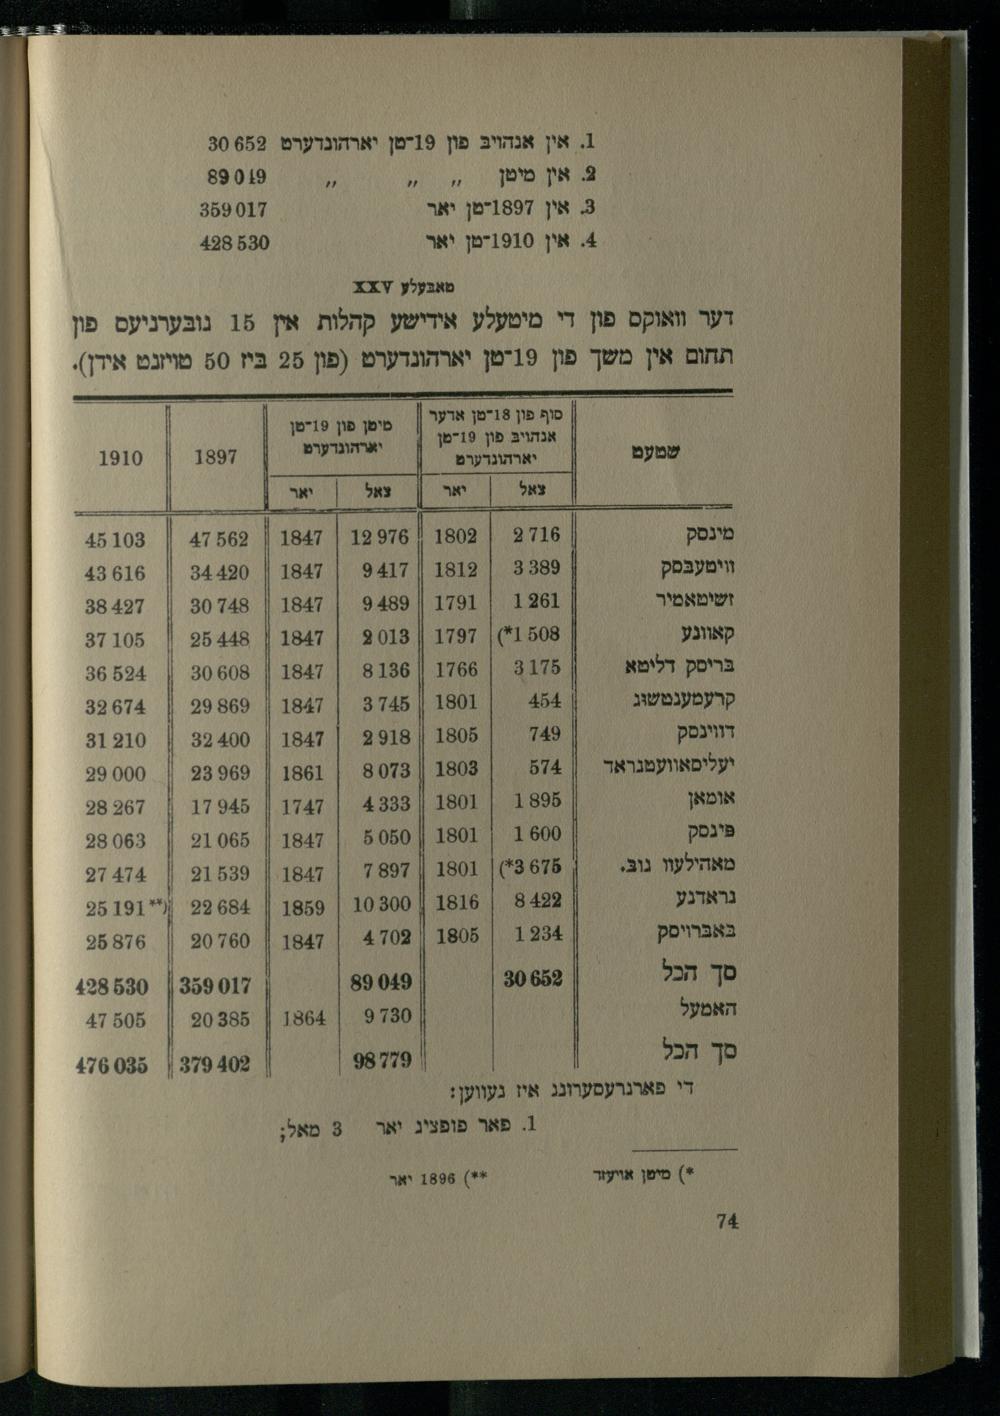 1. אין אנהויב פון 19־טן יארהונדערט 30 652
2. אין מיטן „ „ „ 89 049
3. אין 1897־טן יאר 359 017
4. אין 1910־טן יאר 428 530
טאבעלע XXV
דער וואוקס פון די מיטעלע אידישע קהלות אין 15 גובערניעס פון
תחום אין משך פון 19־טן יארהונדערט (פון 25 ביז 50 טויזנט אידן).
שטעט | סוף פון 18־טן אדער אנהויב פון 19־טן יארהונדערט | מיטן פון 19־טן יארהונדערט | 1897 | 1910
צאל | יאר | צאל | יאר
מינסק 2 716 1802 12 976 1847 47 562 45 103
וויטעבסק 3 389 1812 9 417 1847 34 420 43 616
זשיטאמיר 1 261 1791 9 489 1847 30 748 38 427
קאוונע 1 508*) 1797 2 013 1847 25 448 37 105
בריסק דליטא 3 175 1766 8 136 1847 30 608 36 524
קרעמענטשוג 454 1801 3 745 1847 29 869 32 674
דווינסק 749 1805 2 918 1847 32 400 31 210
יעליסאוועטגראד 574 1803 8 073 1861 23 969 29 000
אומאן 1 895 1801 4 333 1747 17 945 28 267
פינסק 1 600 1801 5 050 1847 21 065 28 063
מאהילעוו גוב. 3 675*) 1801 7 897 1847 21 539 27 474
גראדנע 8 422 1816 10 300 1859 22 684 25 191**)
באברויסק 1 234 1805 4 702 1847 20 760 25 876
סך הכל 30 652 89 049 359 017 428 530
האמעל 9 730 1864 20 385 47 505
סך הכל 98 779 379 402 476 035
די פארגרעסערונג איז געווען:
1. פאר פופציג יאר 3 מאל;
*) מיטן אויעזד **) 1896 יאר
74